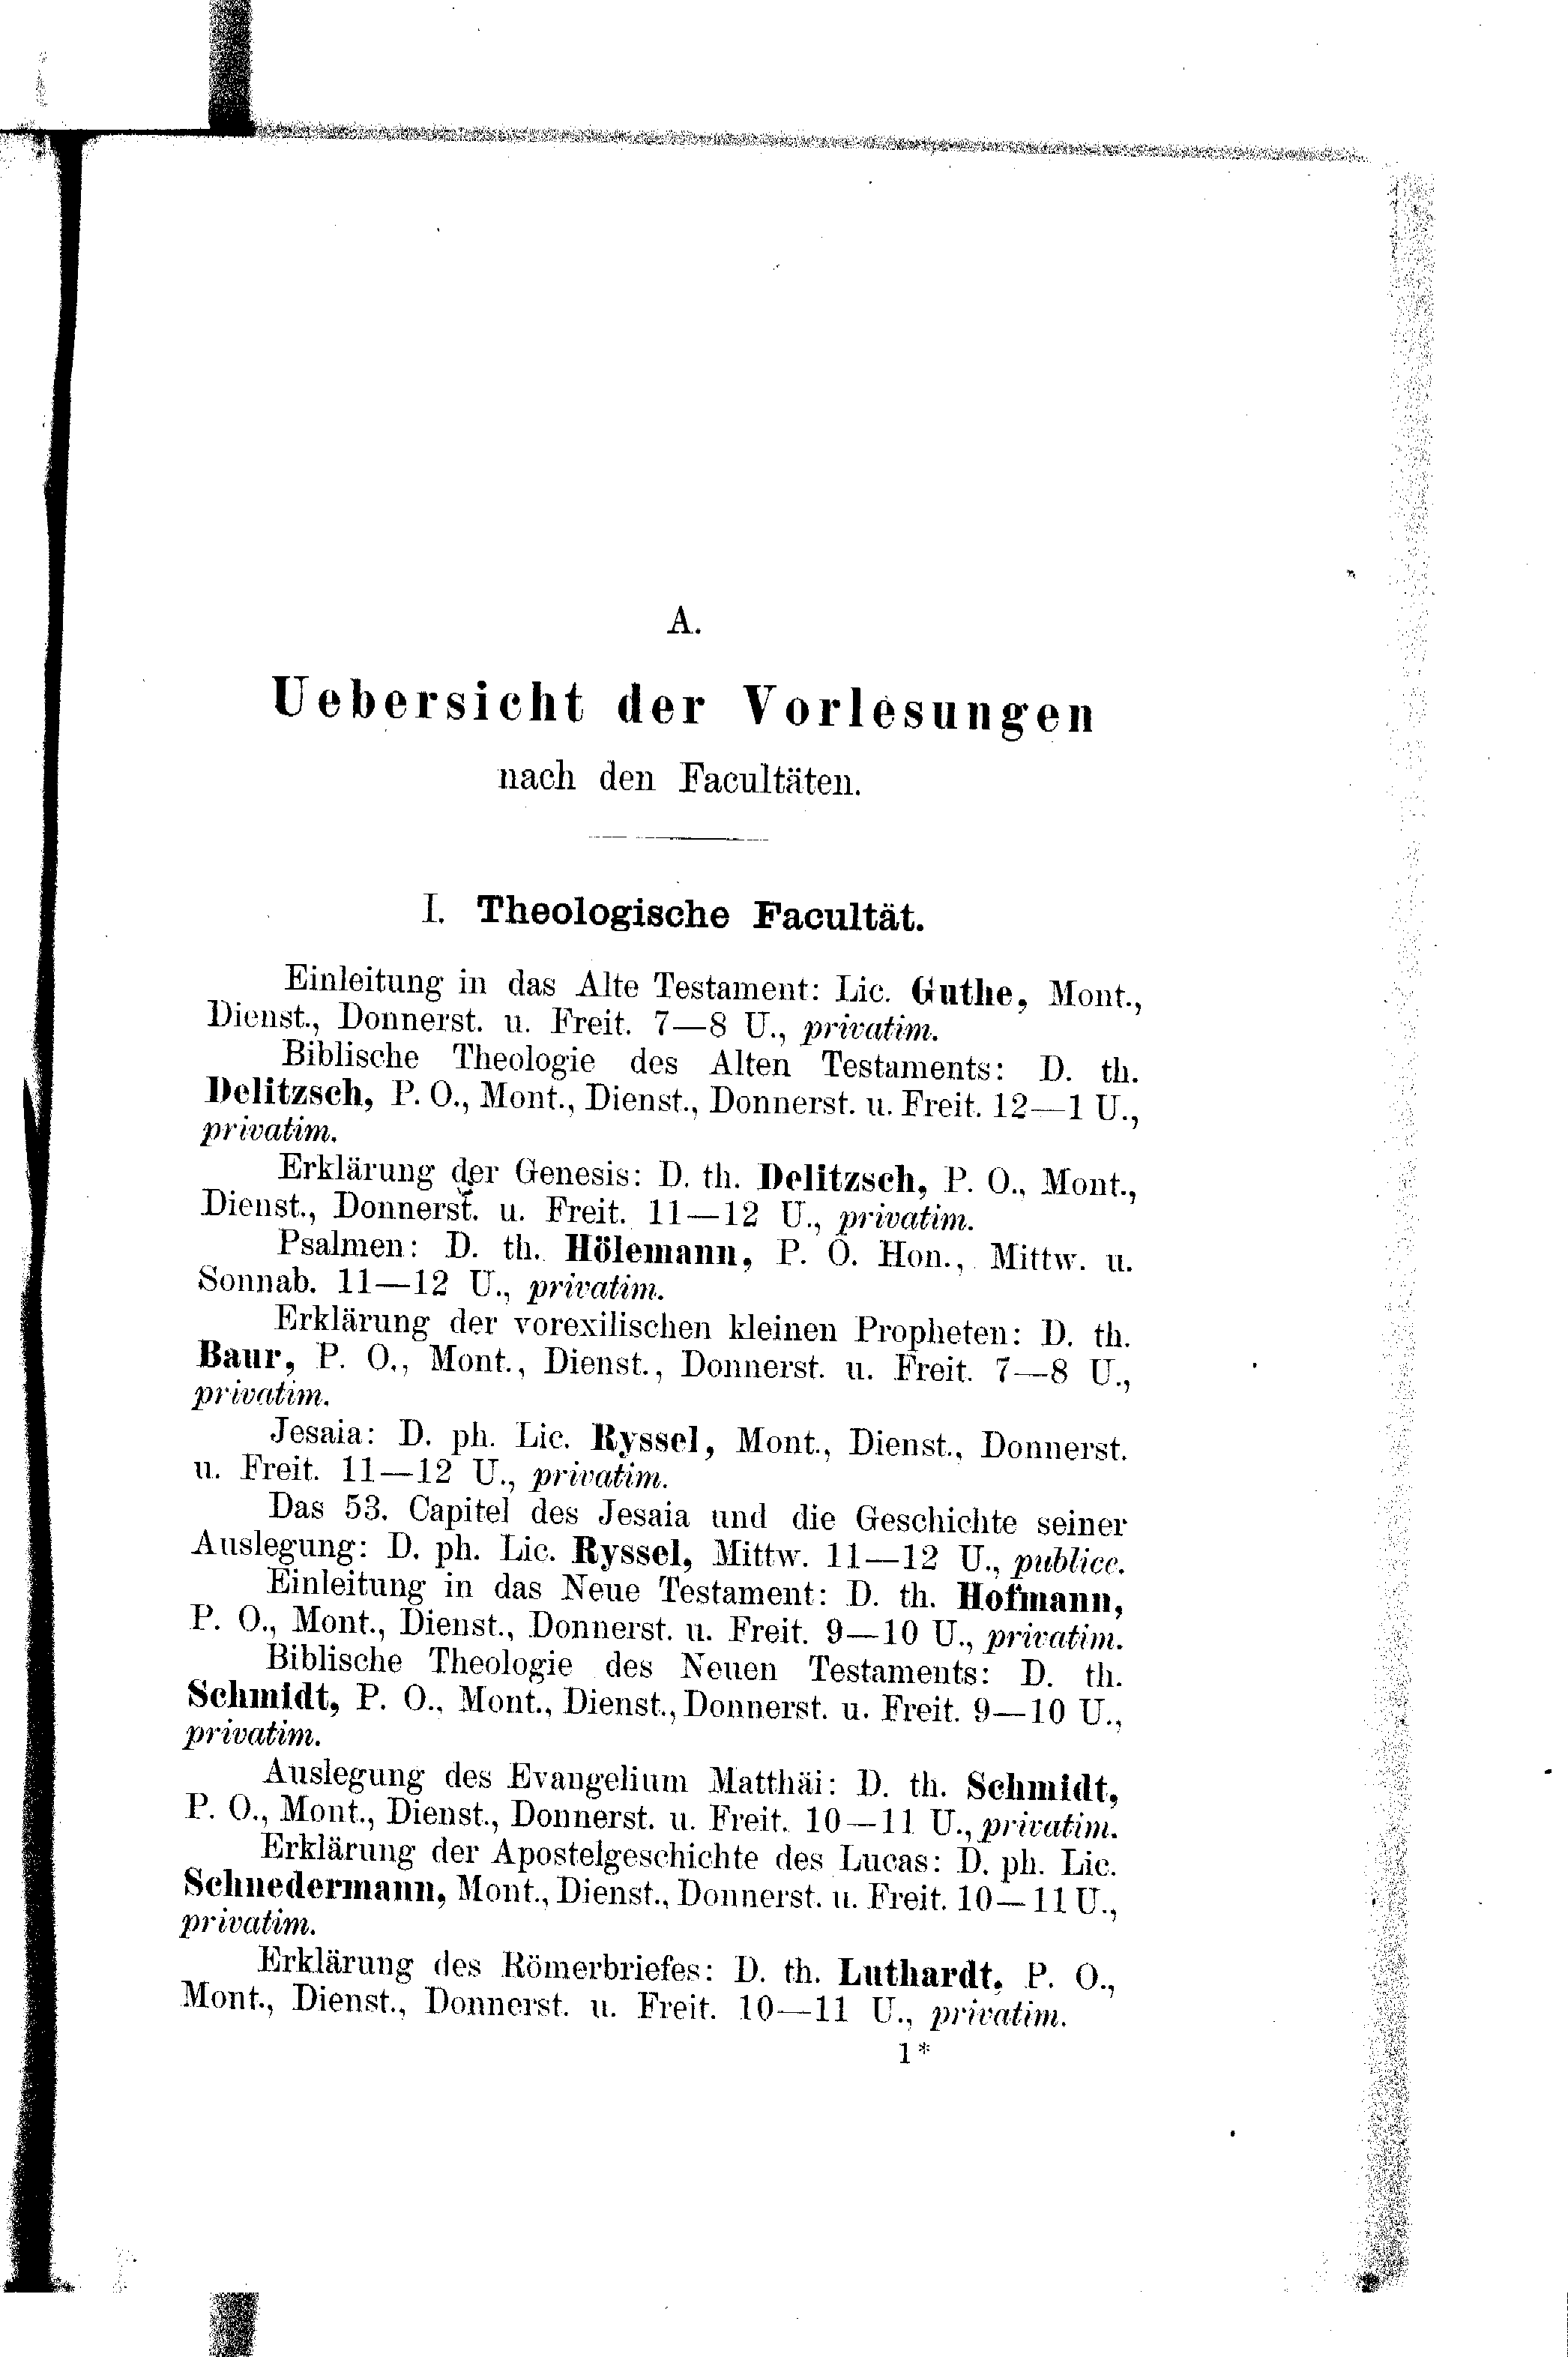 A.
Uebersicht der Vorlesungen
nach den Facultäten.
I. Theologische Facultät.
Einleitung in das Alte Testament: Lic. Guthe, Mont.,
Dienst., Donnerst. u. Freit. 7—8 U., privatim.
Biblische Theologie des Alten Testaments: D. th.
Delitzsch, P. O., Mont., Dienst., Donnerst. u. Freit. 12—1 U.,
privatim.
Erklärung der Genesis: D. th. Delitzsch, P. O., Mont.,
Dienst., Donnerst. u. Freit. 11—12 U., privatim.
Psalmen: D. th. Hölemann, P. O. Hon., Mittw. u.
Sonnab. 11—12 U., privatim.
Erklärung der vorexilischen kleinen Propheten: D. th.
Baur, P. O., Mont., Dienst., Donnerst. u. Freit. 7—8 U.,
privatim.
Jesaia: D. ph. Lic. Ryssel, Mont., Dienst., Donnerst.
u. Freit. 11—12 U., privatim.
Das 53. Capitel des Jesaia und die Geschichte seiner
Auslegung: D. ph. Lic. Ryssel, Mittw. 11—12 U., publice.
Einleitung in das Neue Testament: D. th. Hofmann,
P. O., Mont., Dienst., Donnerst. u. Freit. 9—10 U., privatim.
Biblische Theologie des Neuen Testaments: D. th.
Schmidt, P. O., Mont., Dienst., Donnerst. u. Freit. 9—10 U.,
privatim.
Auslegung des Evangelium Matthäi: D. th. Schmidt,
P. O., Mont., Dienst., Donnerst. u. Freit. 10—11 U., privatim.
Erklärung der Apostelgeschichte des Lucas: D. ph. Lic.
Schnedermann, Mont., Dienst., Donnerst. u. Freit. 10—11 U.,
privatim.
Erklärung des Römerbriefes: D. th. Luthardt, P. O.,
Mont., Dienst., Donnerst. u. Freit. 10—11 U., privatim.
1*